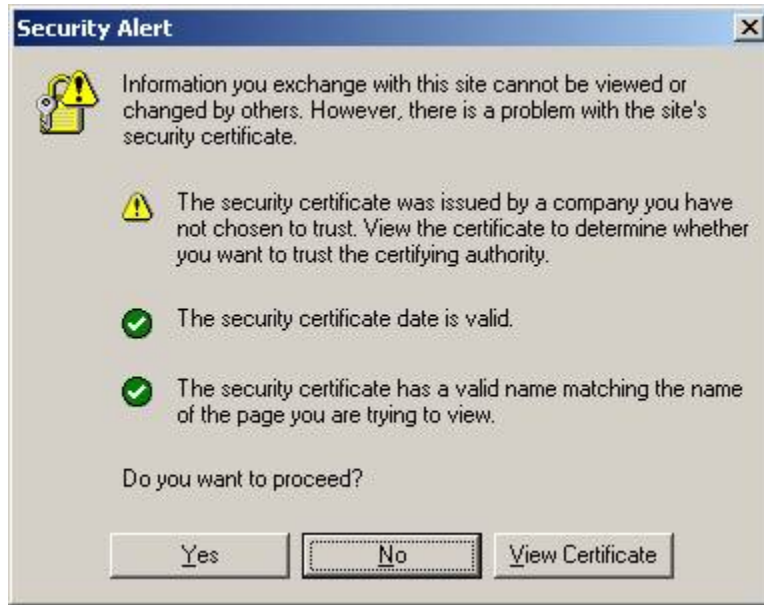 Security Alert
Information you exchange with this site cannot be viewed or
changed by others. However, there is a problem with the site's
security certificate.
The security certificate was issued by a company you have
not chosen to trust. View the certificate to determine whether
you want to trust the certifying authority.
The security certificate date is valid.
The security certificate has a valid name matching the name
of the page you are trying to view.
Do you want to proceed?
Yes No View Certificate